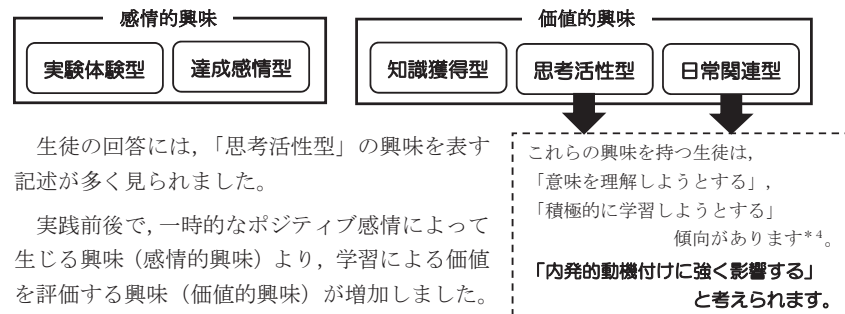 感情的興味
価値的興味
実験体験型
達成感情型
知識獲得型
思考活性型
日常関連型
生徒の回答には，「思考活性型」の興味を表す
記述が多く見られました。
実践前後で，一時的なポジティブ感情によって
生じる興味（感情的興味）より，学習による価値
を評価する興味（価値的興味）が増加しました。
これらの興味を持つ生徒は，
「意味を理解しようとする」，
「積極的に学習しようとする」
傾向があります*4。
「内発的動機付けに強く影響する」
と考えられます。